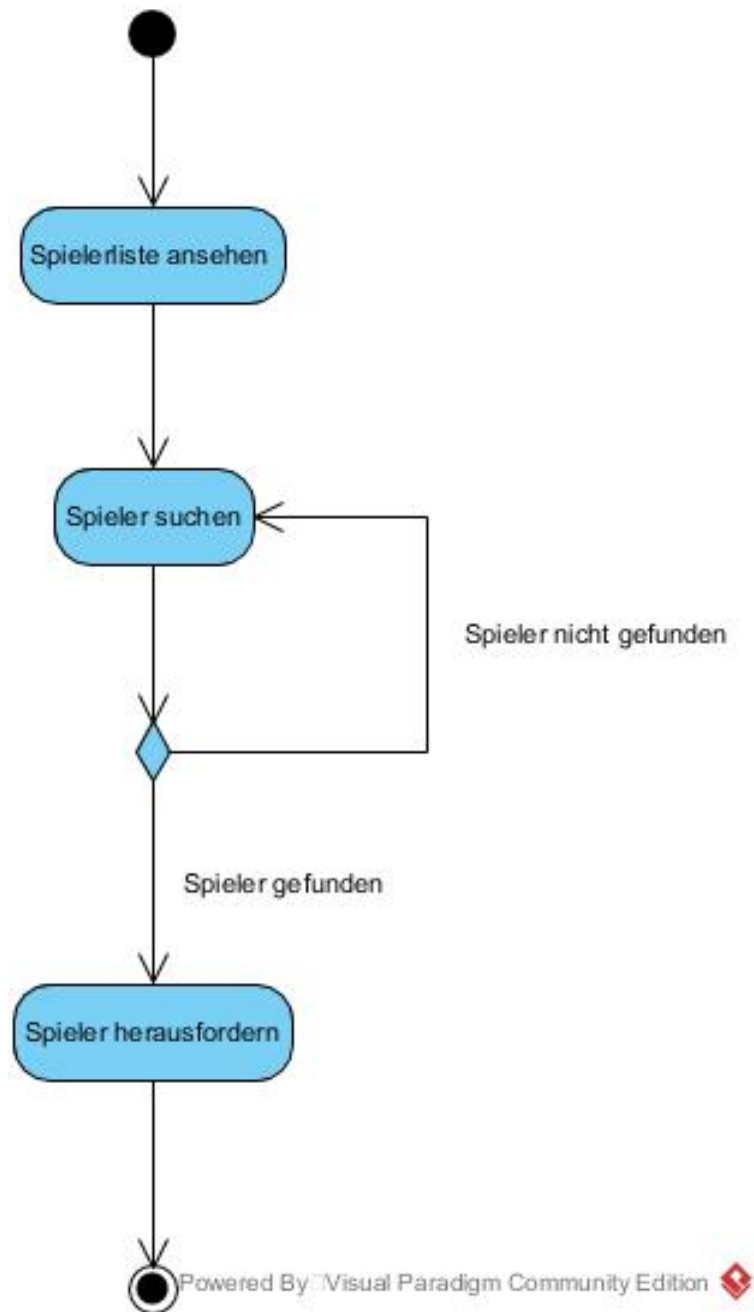 Spielerliste ansehen
Spieler suchen
Spieler nicht gefunden
Spieler gefunden
Spieler herausfordern
Powered By Visual Paradigm Community Edition